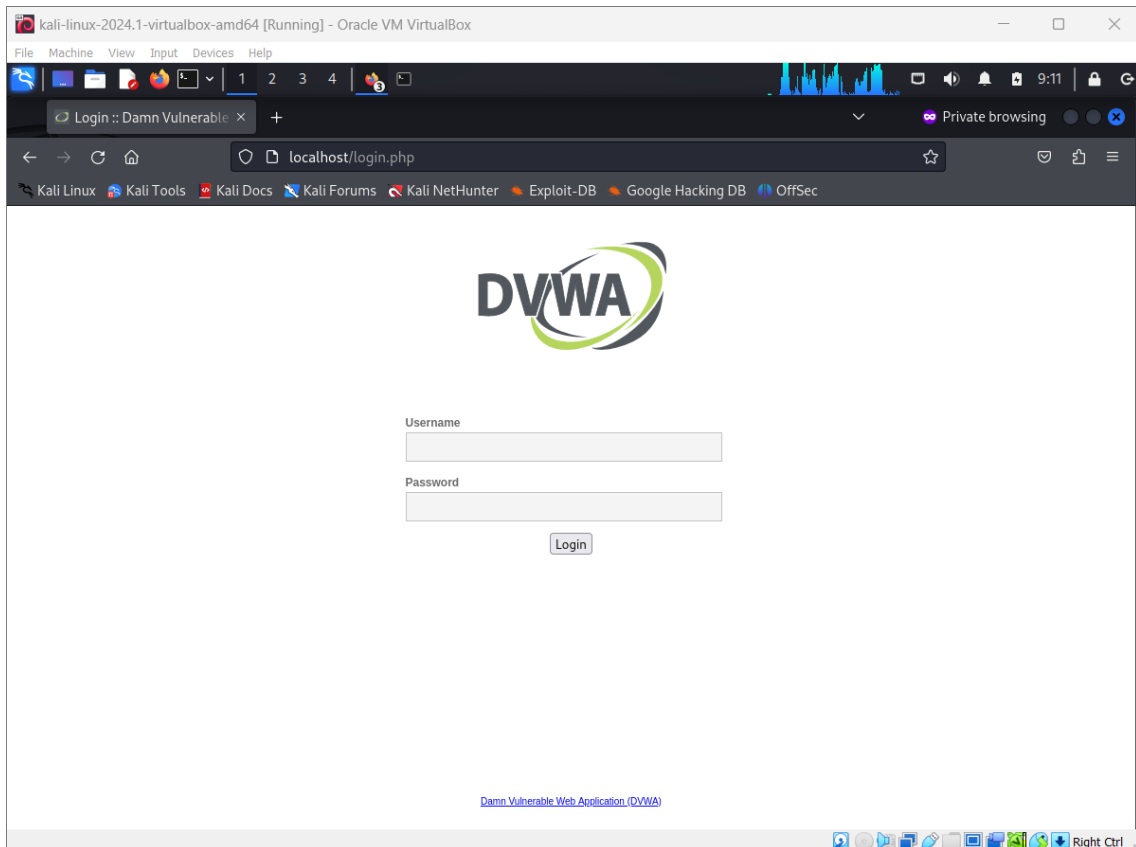 kali-linux-2024.1-virtualbox-amd64 [Running] - Oracle VM VirtualBox
File Machine View Input Devices Help
1 2 3 4 3 9:11
Login :: Damn Vulnerable Private browsing
localhost/login.php
Kali Linux Kali Tools Kali Docs Kali Forums Kali NetHunter Exploit-DB Google Hacking DB OffSec
DVWA
Username
Password
Login
Damn Vulnerable Web Application (DVWA)
Right Ctrl